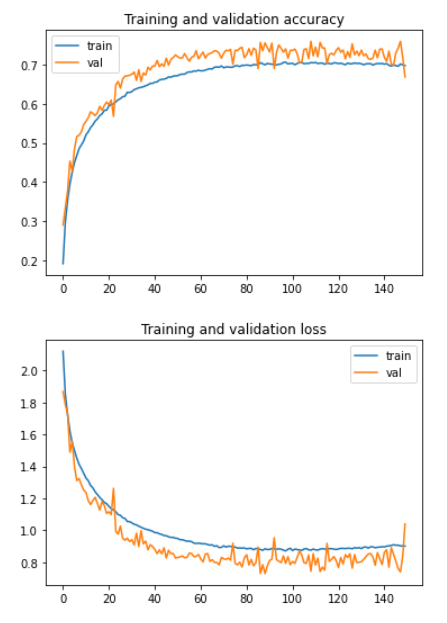 Training and validation accuracy
train
val
0.7
0.6
0.5
0.4
0.3
0.2
0 20 40 60 80 100 120 140
Training and validation loss
train
val
2.0
1.8
1.6
1.4
1.2
1.0
0.8
0 20 40 60 80 100 120 140